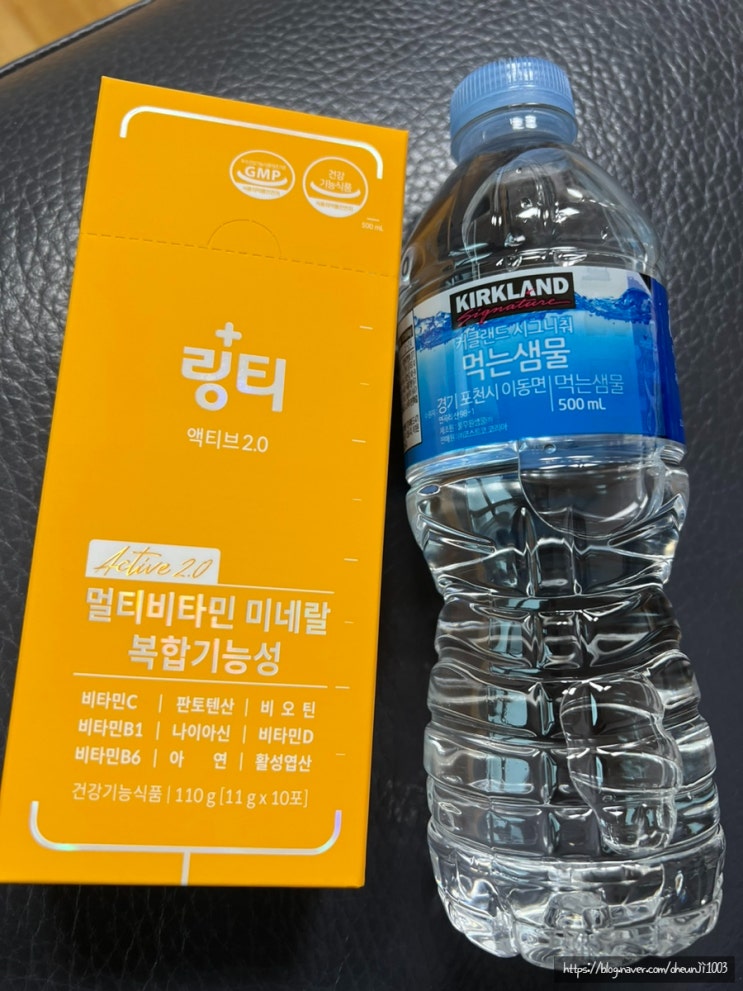 GMP
건강
기능식품
500 mL
링티
액티브2.0
Active 2.0
멀티비타민 미네랄
복합기능성
비타민C | 판토텐산 | 비 오 틴
비타민B1 | 나이아신 | 비타민D
비타민B6 | 아 연 | 활성엽산
건강기능식품 | 110 g [11 g x 10포]
KIRKLAND
Signature
커클랜드 시그니춰
먹는샘물
경기 포천시 이동면 | 먹는샘물
500 mL
https://blog.naver.com/dheunji1003